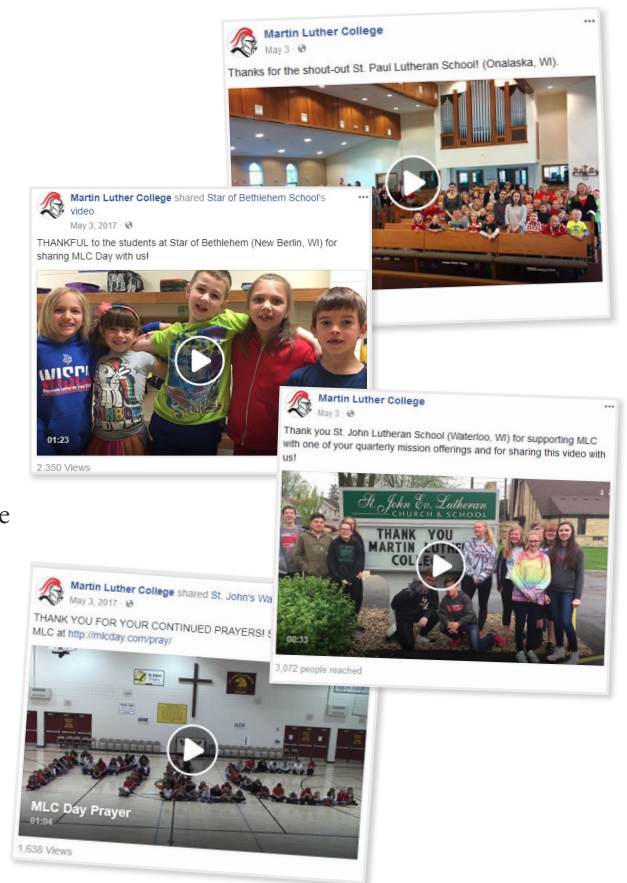 Martin Luther College
May 3
Thanks for the shout-out St. Paul Lutheran School! (Onalaska, WI).
Martin Luther College shared Star of Bethlehem School's
video.
May 3, 2017
THANKFUL to the students at Star of Bethlehem (New Berlin, WI) for
sharing MLC Day with us!
WISC
RAINBOW
01:23
2,350 Views
Martin Luther College
May 3
Thank you St. John Lutheran School (Waterloo, WI) for supporting MLC
with one of your quarterly mission offerings and for sharing this video with
us!
St. John Ev. Lutheran
CHURCH & SCHOOL
THANK YOU
MARTIN LUTHE
COLLE
00:33
3,072 people reached
e
Martin Luther College shared St. John's Wa
May 3, 2017
THANK YOU FOR YOUR CONTINUED PRAYERS! S
MLC at http://mlcday.com/pray/
MLC Day Prayer
01:04
1,638 Views